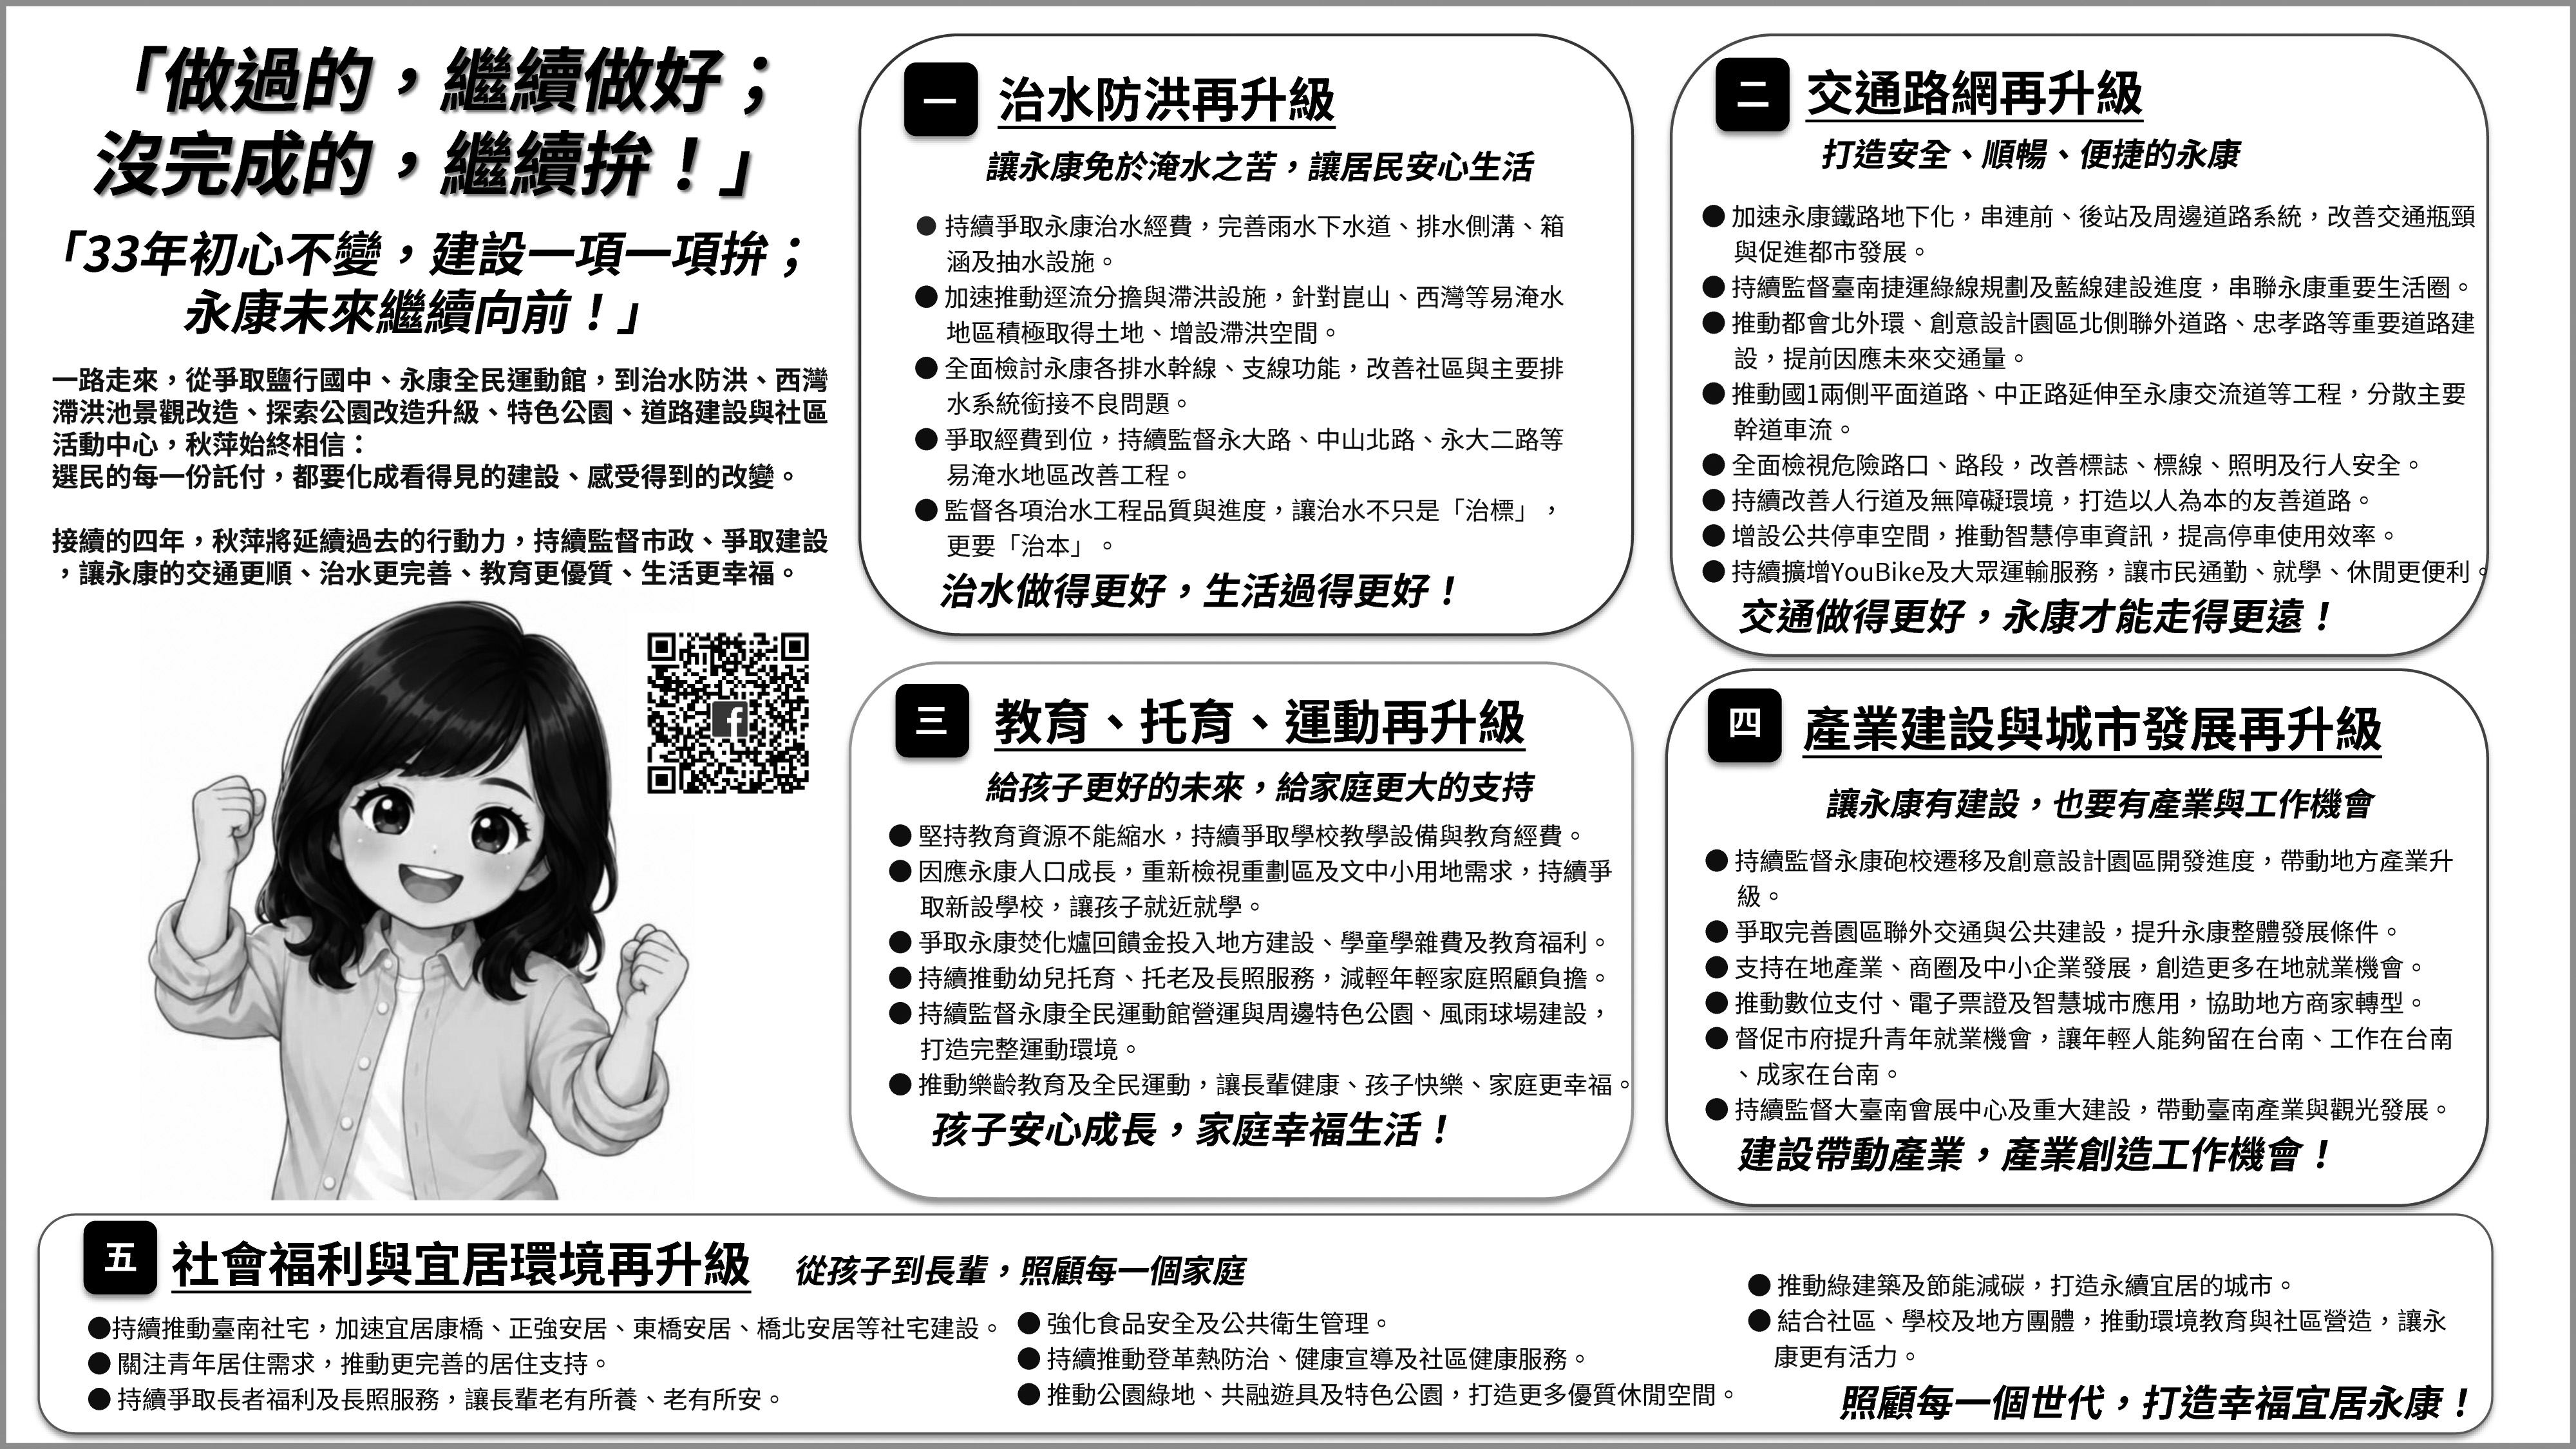 「做過的，繼續做好；
沒完成的，繼續拚！」
「33年初心不變，建設一項一項拚；
永康未來繼續向前！」
一路走來，從爭取鹽行國中、永康全民運動館，到治水防洪、西灣
滯洪池景觀改造、探索公園改造升級、特色公園、道路建設與社區
活動中心，秋萍始終相信：
選民的每一份託付，都要化成看得見的建設、感受得到的改變。
接續的四年，秋萍將延續過去的行動力，持續監督市政、爭取建設
，讓永康的交通更順、治水更完善、教育更優質、生活更幸福。
一 治水防洪再升級
讓永康免於淹水之苦，讓居民安心生活
● 持續爭取永康治水經費，完善雨水下水道、排水側溝、箱
涵及抽水設施。
● 加速推動逕流分擔與滯洪設施，針對崑山、西灣等易淹水
地區積極取得土地、增設滯洪空間。
● 全面檢討永康各排水幹線、支線功能，改善社區與主要排
水系統銜接不良問題。
● 爭取經費到位，持續監督永大路、中山北路、永大二路等
易淹水地區改善工程。
● 監督各項治水工程品質與進度，讓治水不只是「治標」，
更要「治本」。
治水做得更好，生活過得更好！
二 交通路網再升級
打造安全、順暢、便捷的永康
● 加速永康鐵路地下化，串連前、後站及周邊道路系統，改善交通瓶頸
與促進都市發展。
● 持續監督臺南捷運綠線規劃及藍線建設進度，串聯永康重要生活圈。
● 推動都會北外環、創意設計園區北側聯外道路、忠孝路等重要道路建
設，提前因應未來交通量。
● 推動國1兩側平面道路、中正路延伸至永康交流道等工程，分散主要
幹道車流。
● 全面檢視危險路口、路段，改善標誌、標線、照明及行人安全。
● 持續改善人行道及無障礙環境，打造以人為本的友善道路。
● 增設公共停車空間，推動智慧停車資訊，提高停車使用效率。
● 持續擴增YouBike及大眾運輸服務，讓市民通勤、就學、休閒更便利。
交通做得更好，永康才能走得更遠！
三 教育、托育、運動再升級
給孩子更好的未來，給家庭更大的支持
● 堅持教育資源不能縮水，持續爭取學校教學設備與教育經費。
● 因應永康人口成長，重新檢視重劃區及文中小用地需求，持續爭
取新設學校，讓孩子就近就學。
● 爭取永康焚化爐回饋金投入地方建設、學童學雜費及教育福利。
● 持續推動幼兒托育、托老及長照服務，減輕年輕家庭照顧負擔。
● 持續監督永康全民運動館營運與周邊特色公園、風雨球場建設，
打造完整運動環境。
● 推動樂齡教育及全民運動，讓長輩健康、孩子快樂、家庭更幸福。
孩子安心成長，家庭幸福生活！
四 產業建設與城市發展再升級
讓永康有建設，也要有產業與工作機會
● 持續監督永康砲校遷移及創意設計園區開發進度，帶動地方產業升
級。
● 爭取完善園區聯外交通與公共建設，提升永康整體發展條件。
● 支持在地產業、商圈及中小企業發展，創造更多在地就業機會。
● 推動數位支付、電子票證及智慧城市應用，協助地方商家轉型。
● 督促市府提升青年就業機會，讓年輕人能夠留在台南、工作在台南
、成家在台南。
● 持續監督大臺南會展中心及重大建設，帶動臺南產業與觀光發展。
建設帶動產業，產業創造工作機會！
五 社會福利與宜居環境再升級 從孩子到長輩，照顧每一個家庭
●持續推動臺南社宅，加速宜居康橋、正強安居、東橋安居、橋北安居等社宅建設。
● 關注青年居住需求，推動更完善的居住支持。
● 持續爭取長者福利及長照服務，讓長輩老有所養、老有所安。
● 強化食品安全及公共衛生管理。
● 持續推動登革熱防治、健康宣導及社區健康服務。
● 推動公園綠地、共融遊具及特色公園，打造更多優質休閒空間。
● 推動綠建築及節能減碳，打造永續宜居的城市。
● 結合社區、學校及地方團體，推動環境教育與社區營造，讓永
康更有活力。
照顧每一個世代，打造幸福宜居永康！